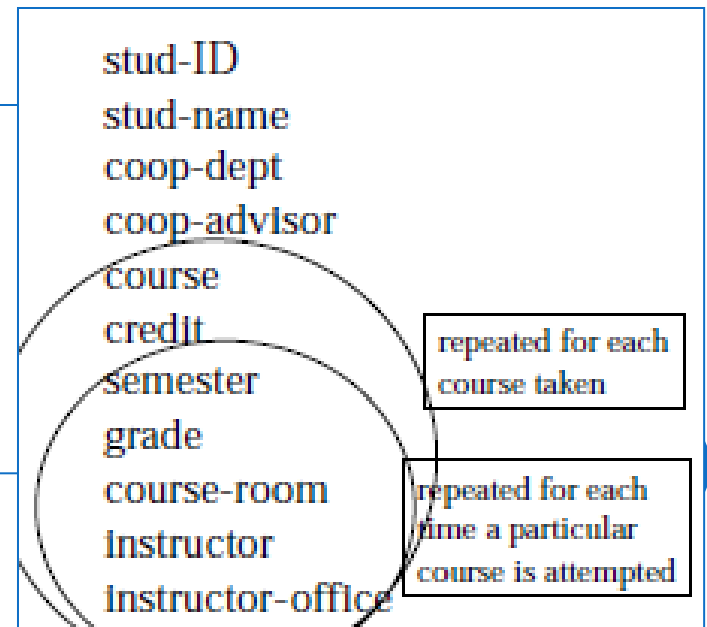 stud-ID
stud-name
coop-dept
coop-advisor
course
credit
semester
grade
course-room
instructor
instructor-office
repeated for each
course taken
repeated for each
time a particular
course is attempted